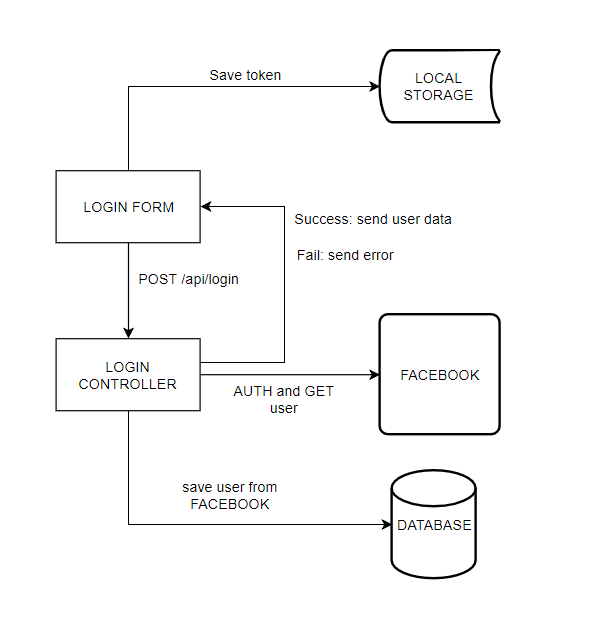 Save token
LOCAL
STORAGE
LOGIN FORM
Success: send user data
Fail: send error
POST /api/login
LOGIN
CONTROLLER
FACEBOOK
AUTH and GET
user
save user from
FACEBOOK
DATABASE